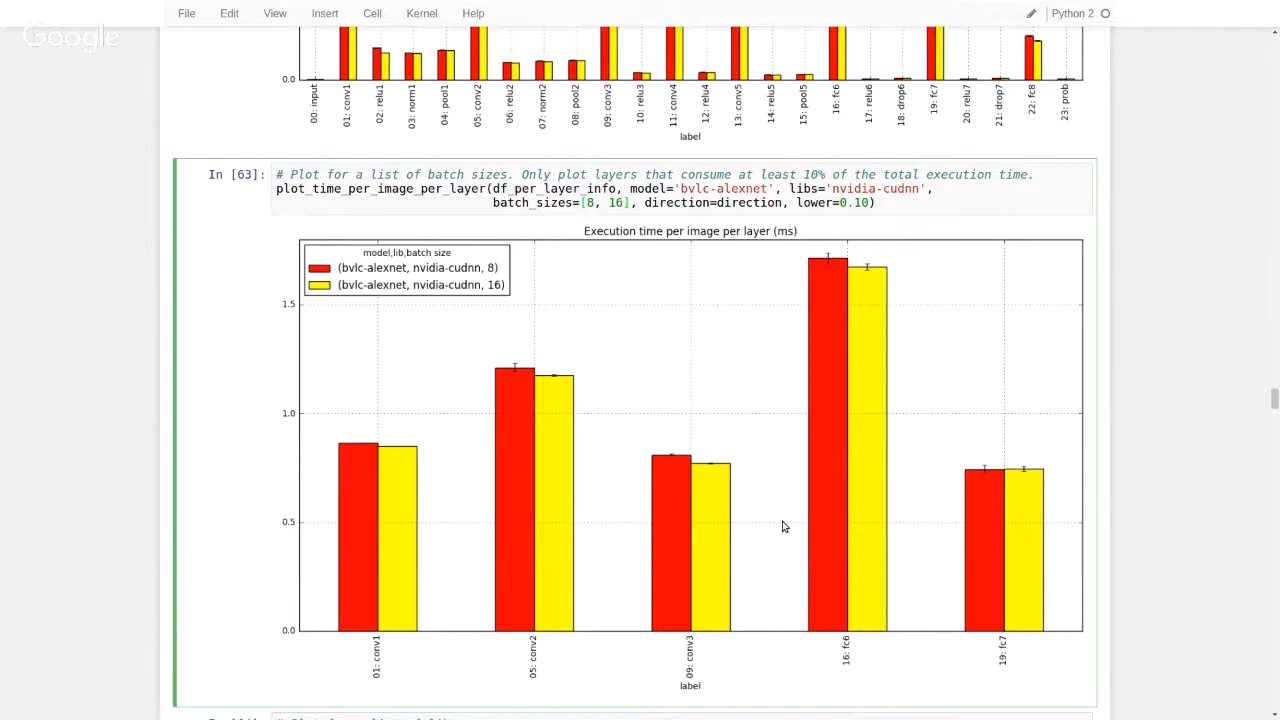 File Edit View Insert Cell Kernel Help Python 2
Google
0.0
00: input 01: conv1 02: relu1 03: norm1 04: pool1 05: conv2 06: relu2 07: norm2 08: pool2 09: conv3 10: relu3 11: conv4 12: relu4 13: conv5 14: relu5 15: pool5 16: fc6 17: relu6 18: drop6 19: fc7 20: relu7 21: drop7 22: fc8 23: prob
label
In [63]: # Plot for a list of batch sizes. Only plot layers that consume at least 10% of the total execution time.
plot_time_per_image_per_layer(df_per_layer_info, model='bvlc-alexnet', libs='nvidia-cudnn',
batch_sizes=[8, 16], direction=direction, lower=0.10)
Execution time per image per layer (ms)
model,lib,batch size
(bvlc-alexnet, nvidia-cudnn, 8)
(bvlc-alexnet, nvidia-cudnn, 16)
1.5
1.0
0.5
0.0
01: conv1 05: conv2 09: conv3 16: fc6 19: fc7
label